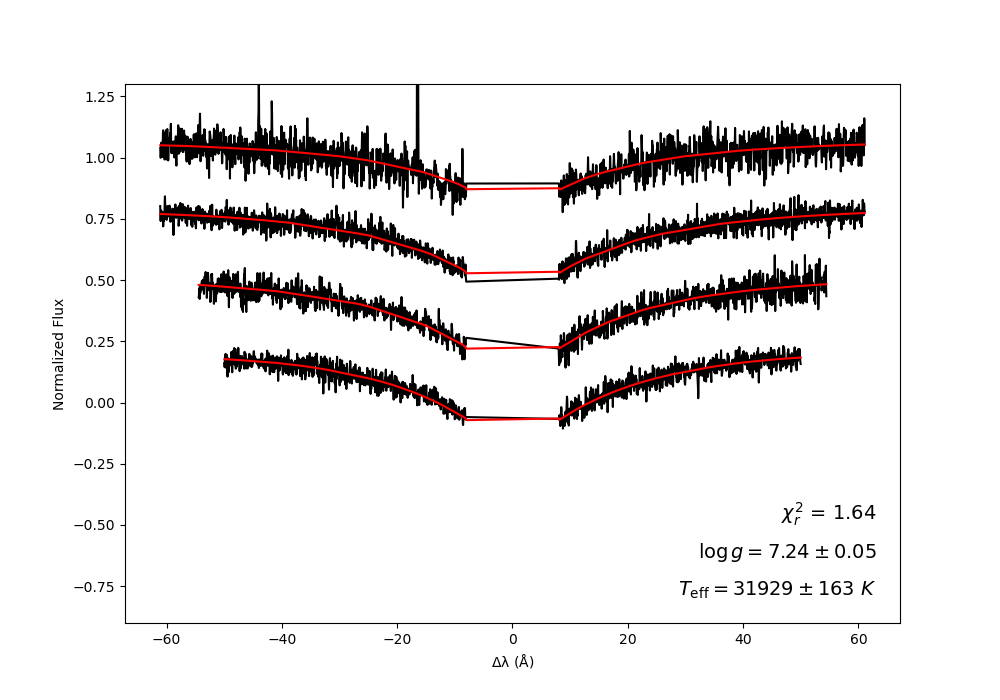 1.25
1.00
0.75
0.50
0.25
0.00
−0.25
−0.50
−0.75
Normalized Flux
χ²ᵣ = 1.64
log g = 7.24 ± 0.05
T_eff = 31929 ± 163 K
−60 −40 −20 0 20 40 60
Δλ (Å)